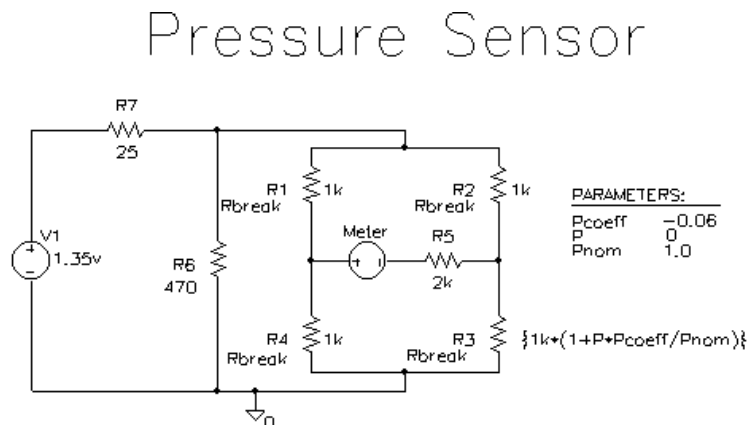 Pressure Sensor
R7
25
R1
1k
Rbreak
R2
1k
Rbreak
PARAMETERS:
Pcoeff -0.06
P 0
Pnom 1.0
V1
1.35v
+
-
Meter
R5
2k
R6
470
R4
1k
Rbreak
R3
Rbreak
{1k*(1+P*Pcoeff/Pnom)}
0